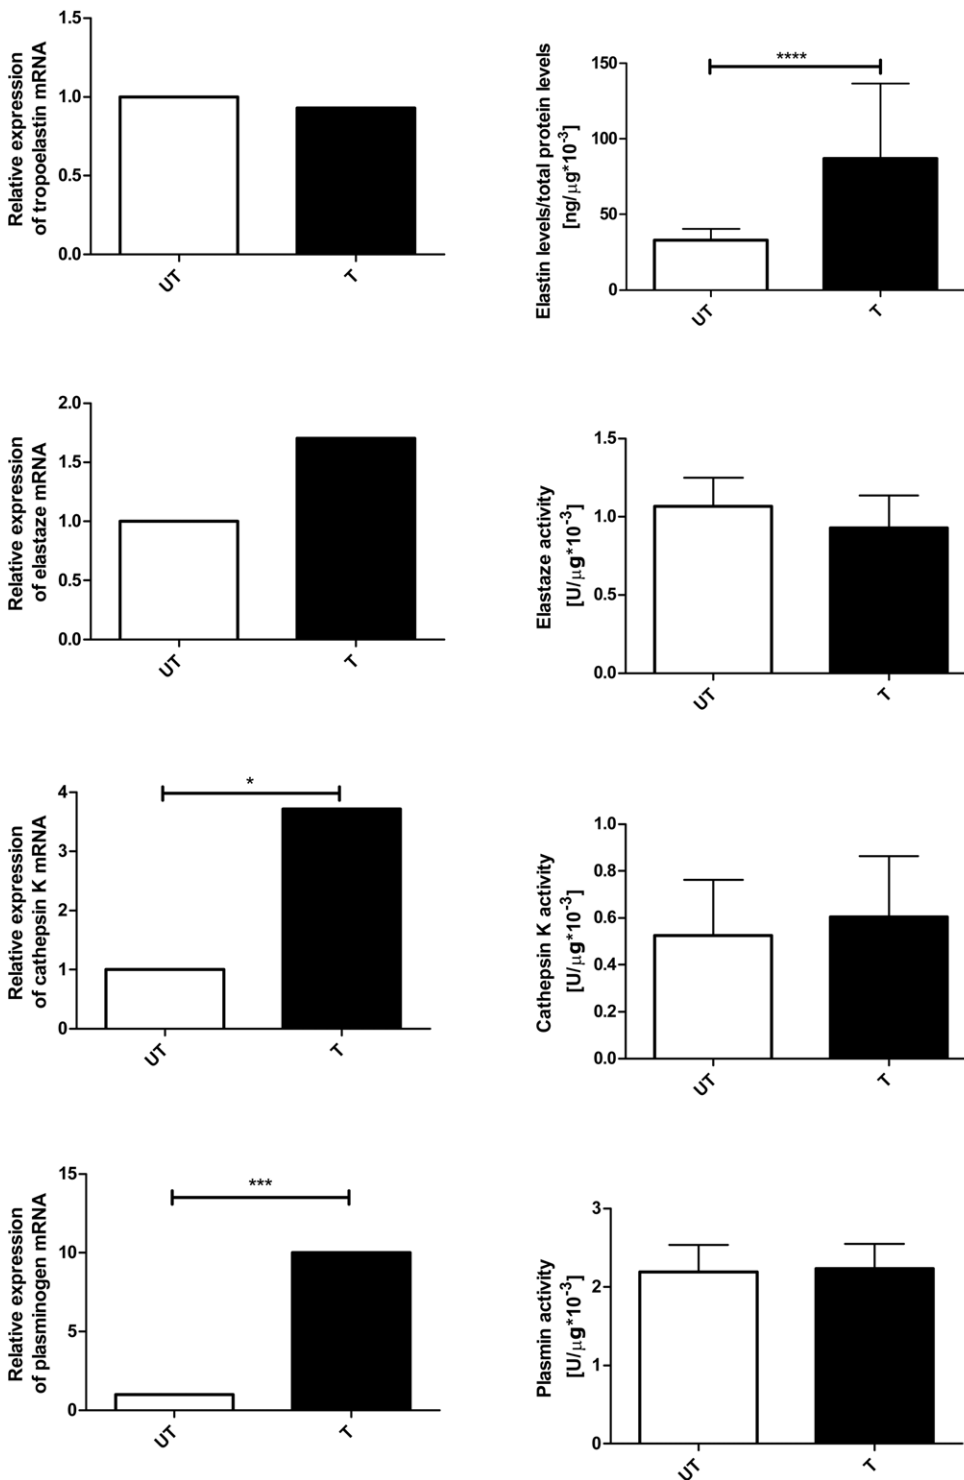 Relative expression
of tropoelastin mRNA
1.5
1.0
0.5
0.0
UT
T
Elastin levels/total protein levels
[ng/μg*10-3]
****
150
100
50
0
UT
T
Relative expression
of elastaze mRNA
2.0
1.5
1.0
0.5
0.0
UT
T
Elastaze activity
[U/μg*10-3]
1.5
1.0
0.5
0.0
UT
T
Relative expression
of cathepsin K mRNA
*
4
3
2
1
0
UT
T
Cathepsin K activity
[U/μg*10-3]
1.0
0.8
0.6
0.4
0.2
0.0
UT
T
Relative expression
of plasminogen mRNA
***
15
10
5
0
UT
T
Plasmin activity
[U/μg*10-3]
3
2
1
0
UT
T